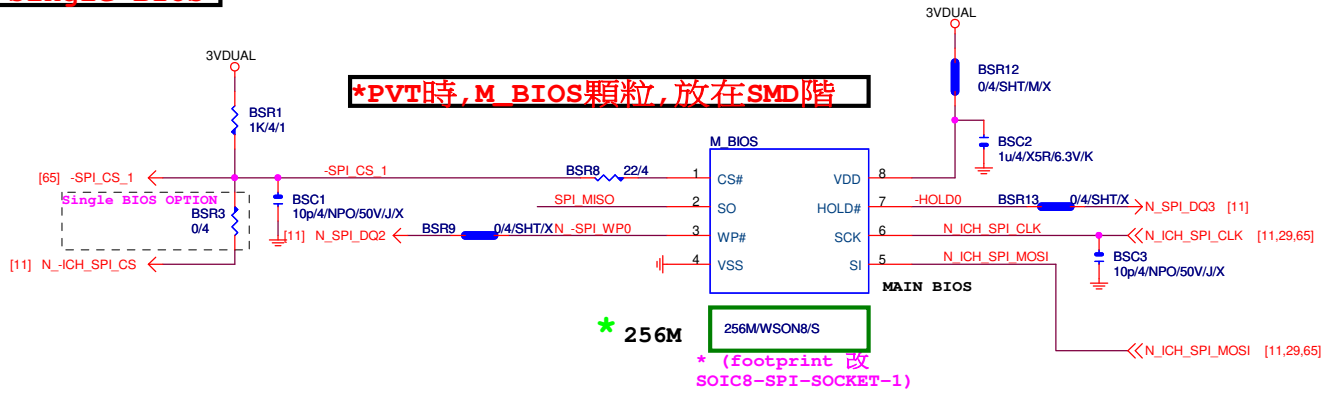 Single BIOS
3VDUAL
3VDUAL
BSR12
0/4/SHT/M/X
*PVT時,M_BIOS顆粒,放在SMD階
BSR1
1K/4/1
BSC2
1u/4/X5R/6.3V/K
M_BIOS
[65] -SPI_CS_1
-SPI_CS_1
BSR8 22/4
1 CS#
VDD 8
Single BIOS OPTION
BSR3
0/4
BSC1
10p/4/NPO/50V/J/X
SPI_MISO
2 SO
HOLD# 7
-HOLD0
BSR13 0/4/SHT/X
N_SPI_DQ3 [11]
[11] N_SPI_DQ2
BSR9 0/4/SHT/X
N_-SPI_WP0
3 WP#
SCK 6
N_ICH_SPI_CLK
N_ICH_SPI_CLK [11,29,65]
[11] N_-ICH_SPI_CS
4 VSS
SI 5
N_ICH_SPI_MOSI
BSC3
10p/4/NPO/50V/J/X
MAIN BIOS
* 256M
256M/WSON8/S
* (footprint 改
SOIC8-SPI-SOCKET-1)
N_ICH_SPI_MOSI [11,29,65]